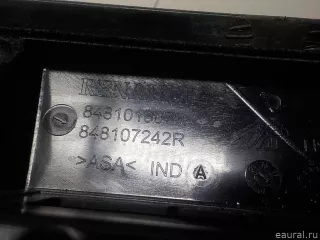 RENAULT
848107242R
>ASA< IND A
eaural.ru